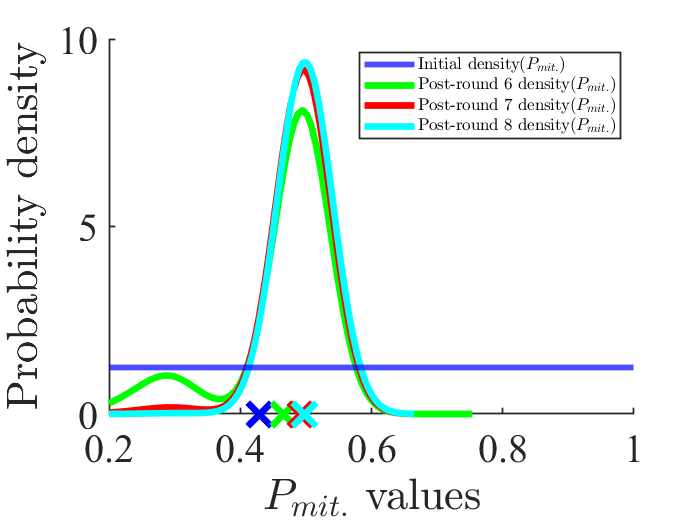 10
5
0
Probability density
Initial density(P_mit.)
Post-round 6 density(P_mit.)
Post-round 7 density(P_mit.)
Post-round 8 density(P_mit.)
0.2 0.4 0.6 0.8 1
P_mit. values